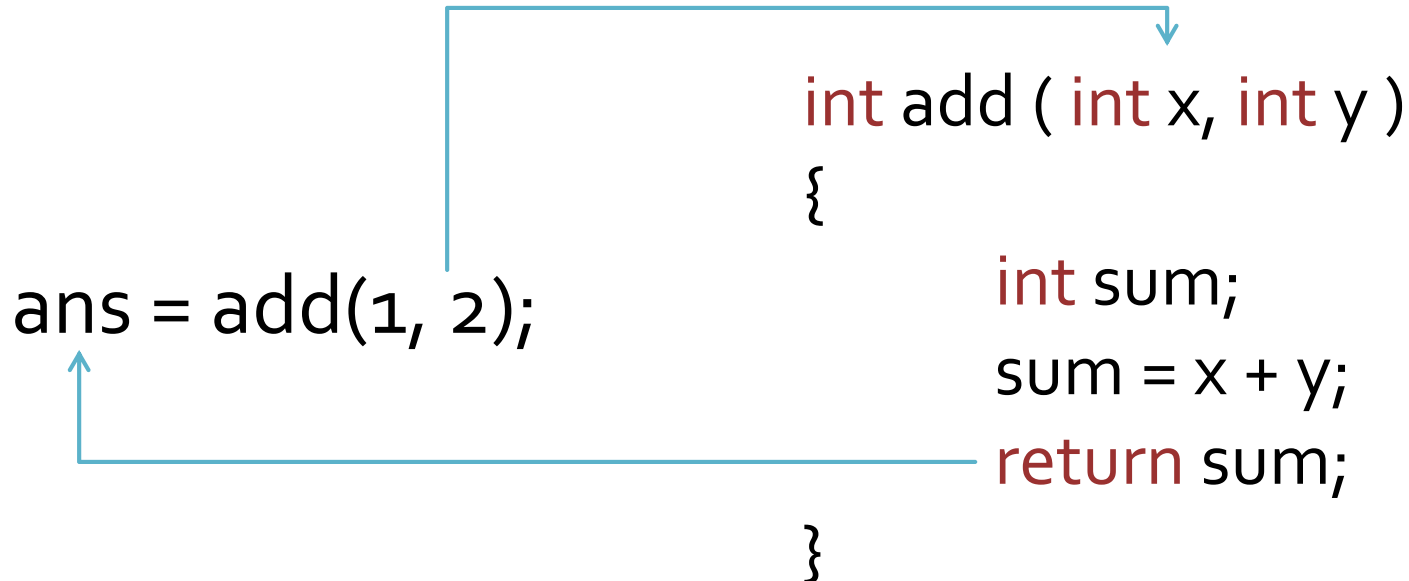 int add ( int x, int y )
{
ans = add(1, 2);
int sum;
sum = x + y;
return sum;
}